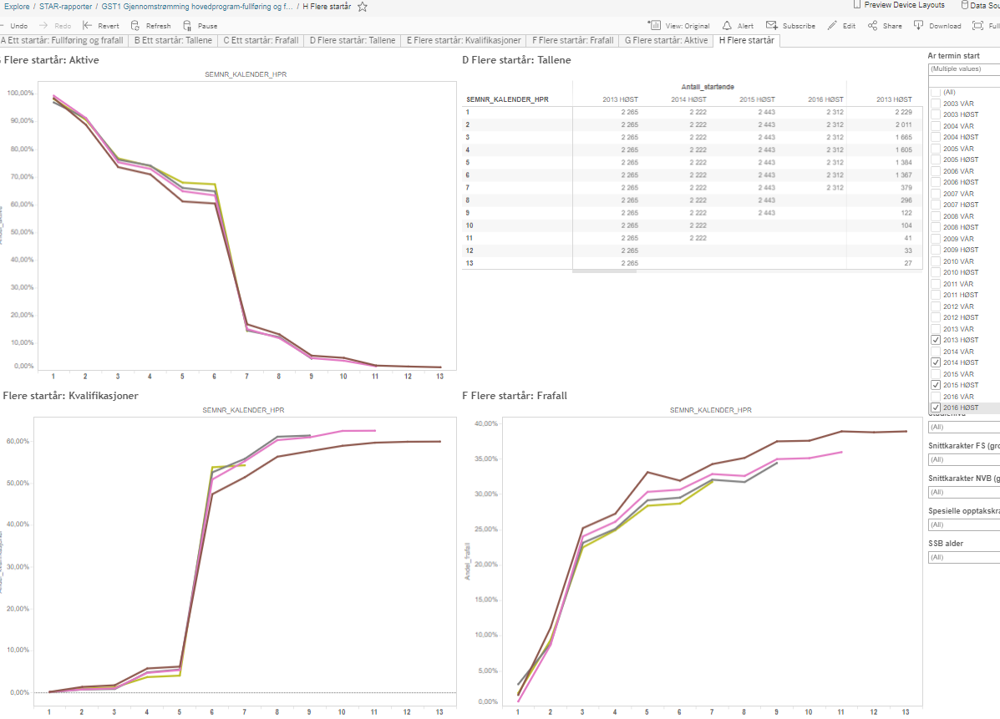 Explore / STAR-rapporter / GST1 Gjennomstrømming hovedprogram-fullføring og f... / H Flere startår
Preview Device Layouts
Data Sou
Undo Redo Revert Refresh Pause
View: Original Alert Subscribe Edit Share Download Full
A Ett startår: Fullføring og frafall B Ett startår: Tallene C Ett startår: Frafall D Flere startår: Tallene E Flere startår: Kvalifikasjoner F Flere startår: Frafall G Flere startår: Aktive H Flere startår
Flere startår: Aktive
SEMNR_KALENDER_HPR
100,00%
90,00%
80,00%
70,00%
60,00%
50,00%
40,00%
30,00%
20,00%
10,00%
0,00%
1 2 3 4 5 6 7 8 9 10 11 12 13
D Flere startår: Tallene
Antall_startende
SEMNR_KALENDER_HPR 2013 HØST 2014 HØST 2015 HØST 2016 HØST 2013 HØST
1 2 265 2 222 2 443 2 312 2 229
2 2 265 2 222 2 443 2 312 2 011
3 2 265 2 222 2 443 2 312 1 665
4 2 265 2 222 2 443 2 312 1 605
5 2 265 2 222 2 443 2 312 1 384
6 2 265 2 222 2 443 2 312 1 367
7 2 265 2 222 2 443 2 312 379
8 2 265 2 222 2 443 296
9 2 265 2 222 2 443 122
10 2 265 2 222 104
11 2 265 2 222 41
12 2 265 33
13 2 265 27
Ar termin start
(Multiple values)
(All)
2003 VÅR
2003 HØST
2004 VÅR
2004 HØST
2005 VÅR
2005 HØST
2006 VÅR
2006 HØST
2007 VÅR
2007 HØST
2008 VÅR
2008 HØST
2009 VÅR
2009 HØST
2010 VÅR
2010 HØST
2011 VÅR
2011 HØST
2012 VÅR
2012 HØST
2013 VÅR
2013 HØST
2014 VÅR
2014 HØST
2015 VÅR
2015 HØST
2016 VÅR
2016 HØST
(All)
Snittkarakter FS (gro
(All)
Snittkarakter NVB (g
(All)
Spesielle opptakskra
(All)
SSB alder
(All)
Flere startår: Kvalifikasjoner
SEMNR_KALENDER_HPR
60,00%
50,00%
40,00%
30,00%
20,00%
10,00%
0,00%
1 2 3 4 5 6 7 8 9 10 11 12 13
F Flere startår: Frafall
SEMNR_KALENDER_HPR
Andel_frafall
40,00%
35,00%
30,00%
25,00%
20,00%
15,00%
10,00%
5,00%
0,00%
1 2 3 4 5 6 7 8 9 10 11 12 13